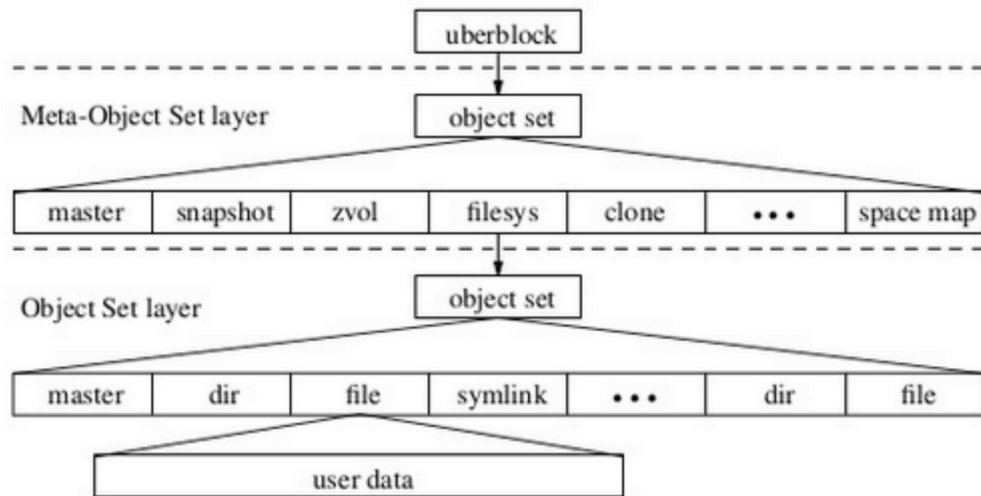 uberblock
Meta-Object Set layer
object set
master snapshot zvol filesys clone ••• space map
object set
Object Set layer
master dir file symlink ••• dir file
user data